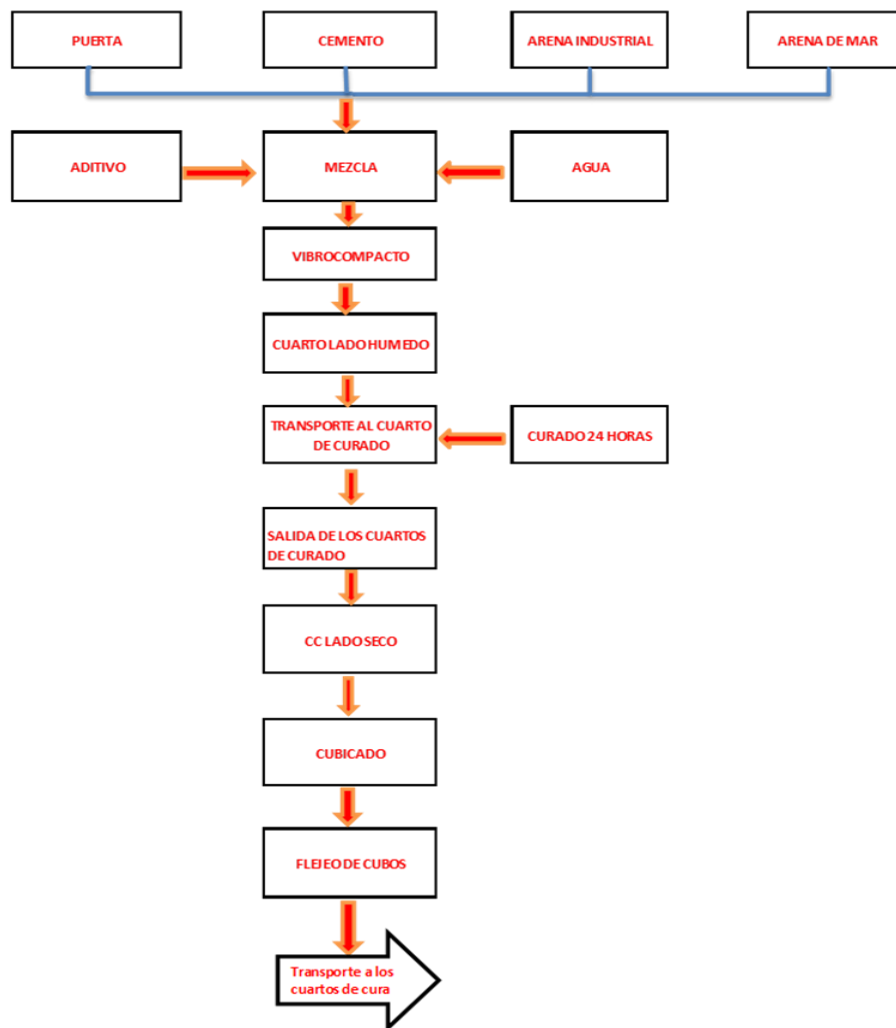 PUERTA
CEMENTO
ARENA INDUSTRIAL
ARENA DE MAR
ADITIVO
MEZCLA
AGUA
VIBROCOMPACTO
CUARTO LADO HUMEDO
TRANSPORTE AL CUARTO
DE CURADO
CURADO 24 HORAS
SALIDA DE LOS CUARTOS
DE CURADO
CC LADO SECO
CUBICADO
FLEJEO DE CUBOS
Transporte a los
cuartos de cura